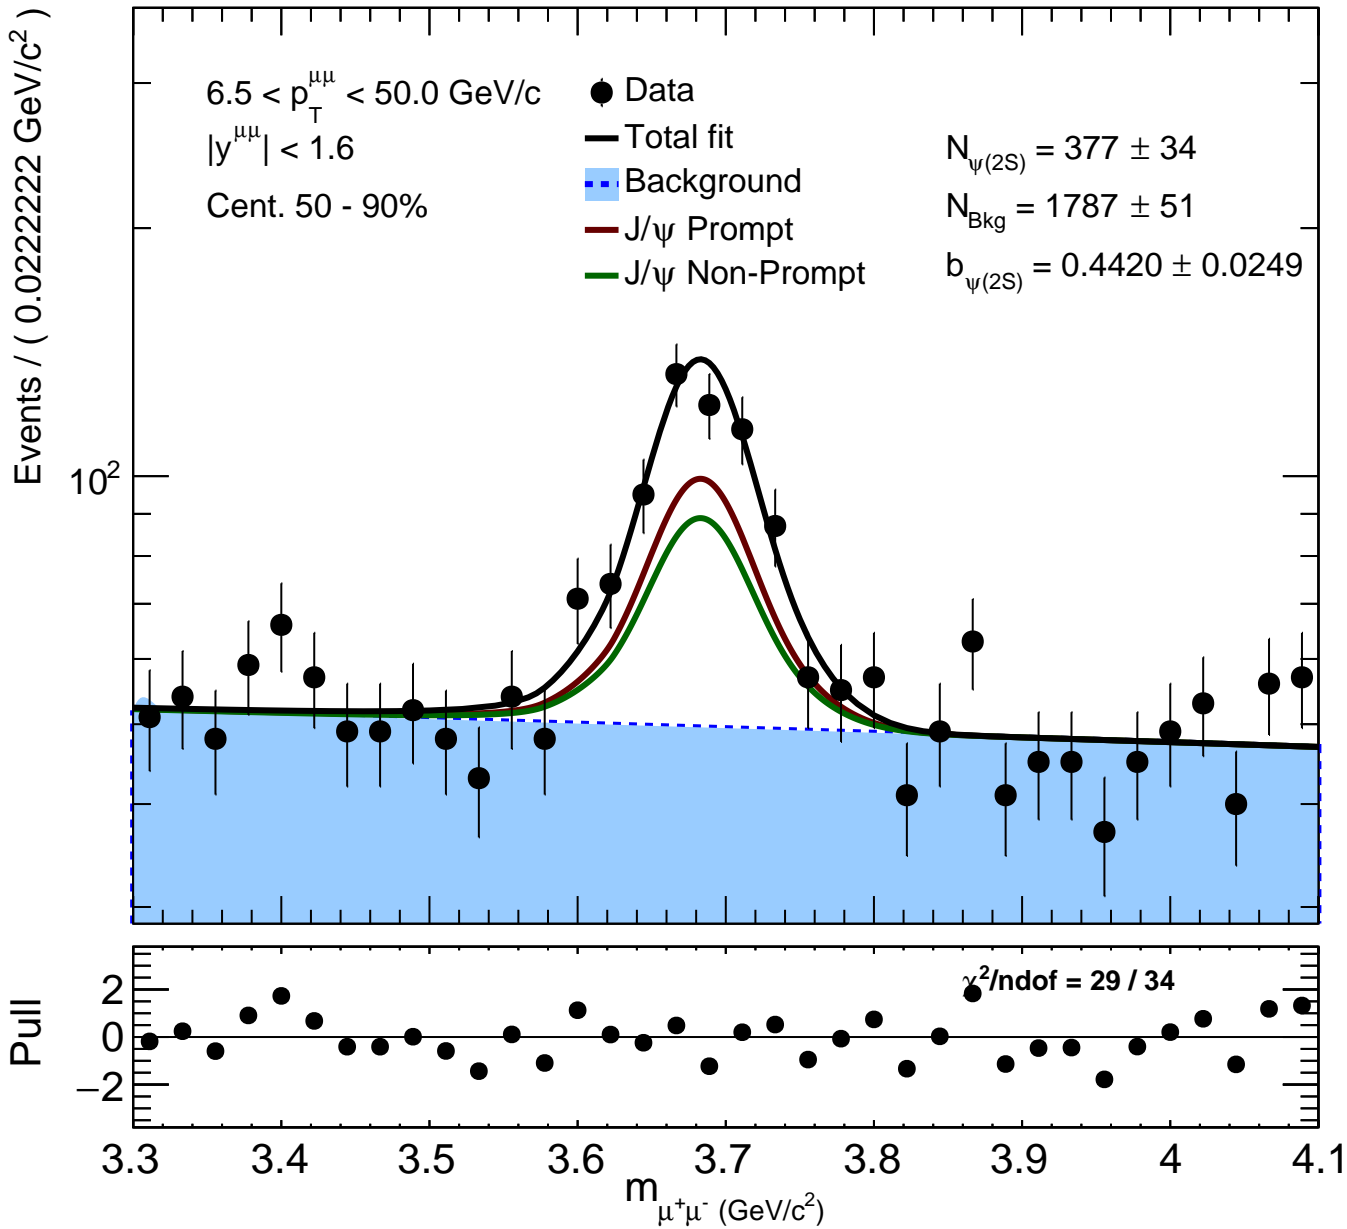 Events / ( 0.0222222 GeV/c²)
6.5 < p_T^μμ < 50.0 GeV/c
|y^μμ| < 1.6
Cent. 50 - 90%
Data
Total fit
Background
J/ψ Prompt
J/ψ Non-Prompt
N_ψ(2S) = 377 ± 34
N_Bkg = 1787 ± 51
b_ψ(2S) = 0.4420 ± 0.0249
10²
Pull
2
0
−2
χ²/ndof = 29 / 34
3.3 3.4 3.5 3.6 3.7 3.8 3.9 4 4.1
m_μ⁺μ⁻ (GeV/c²)